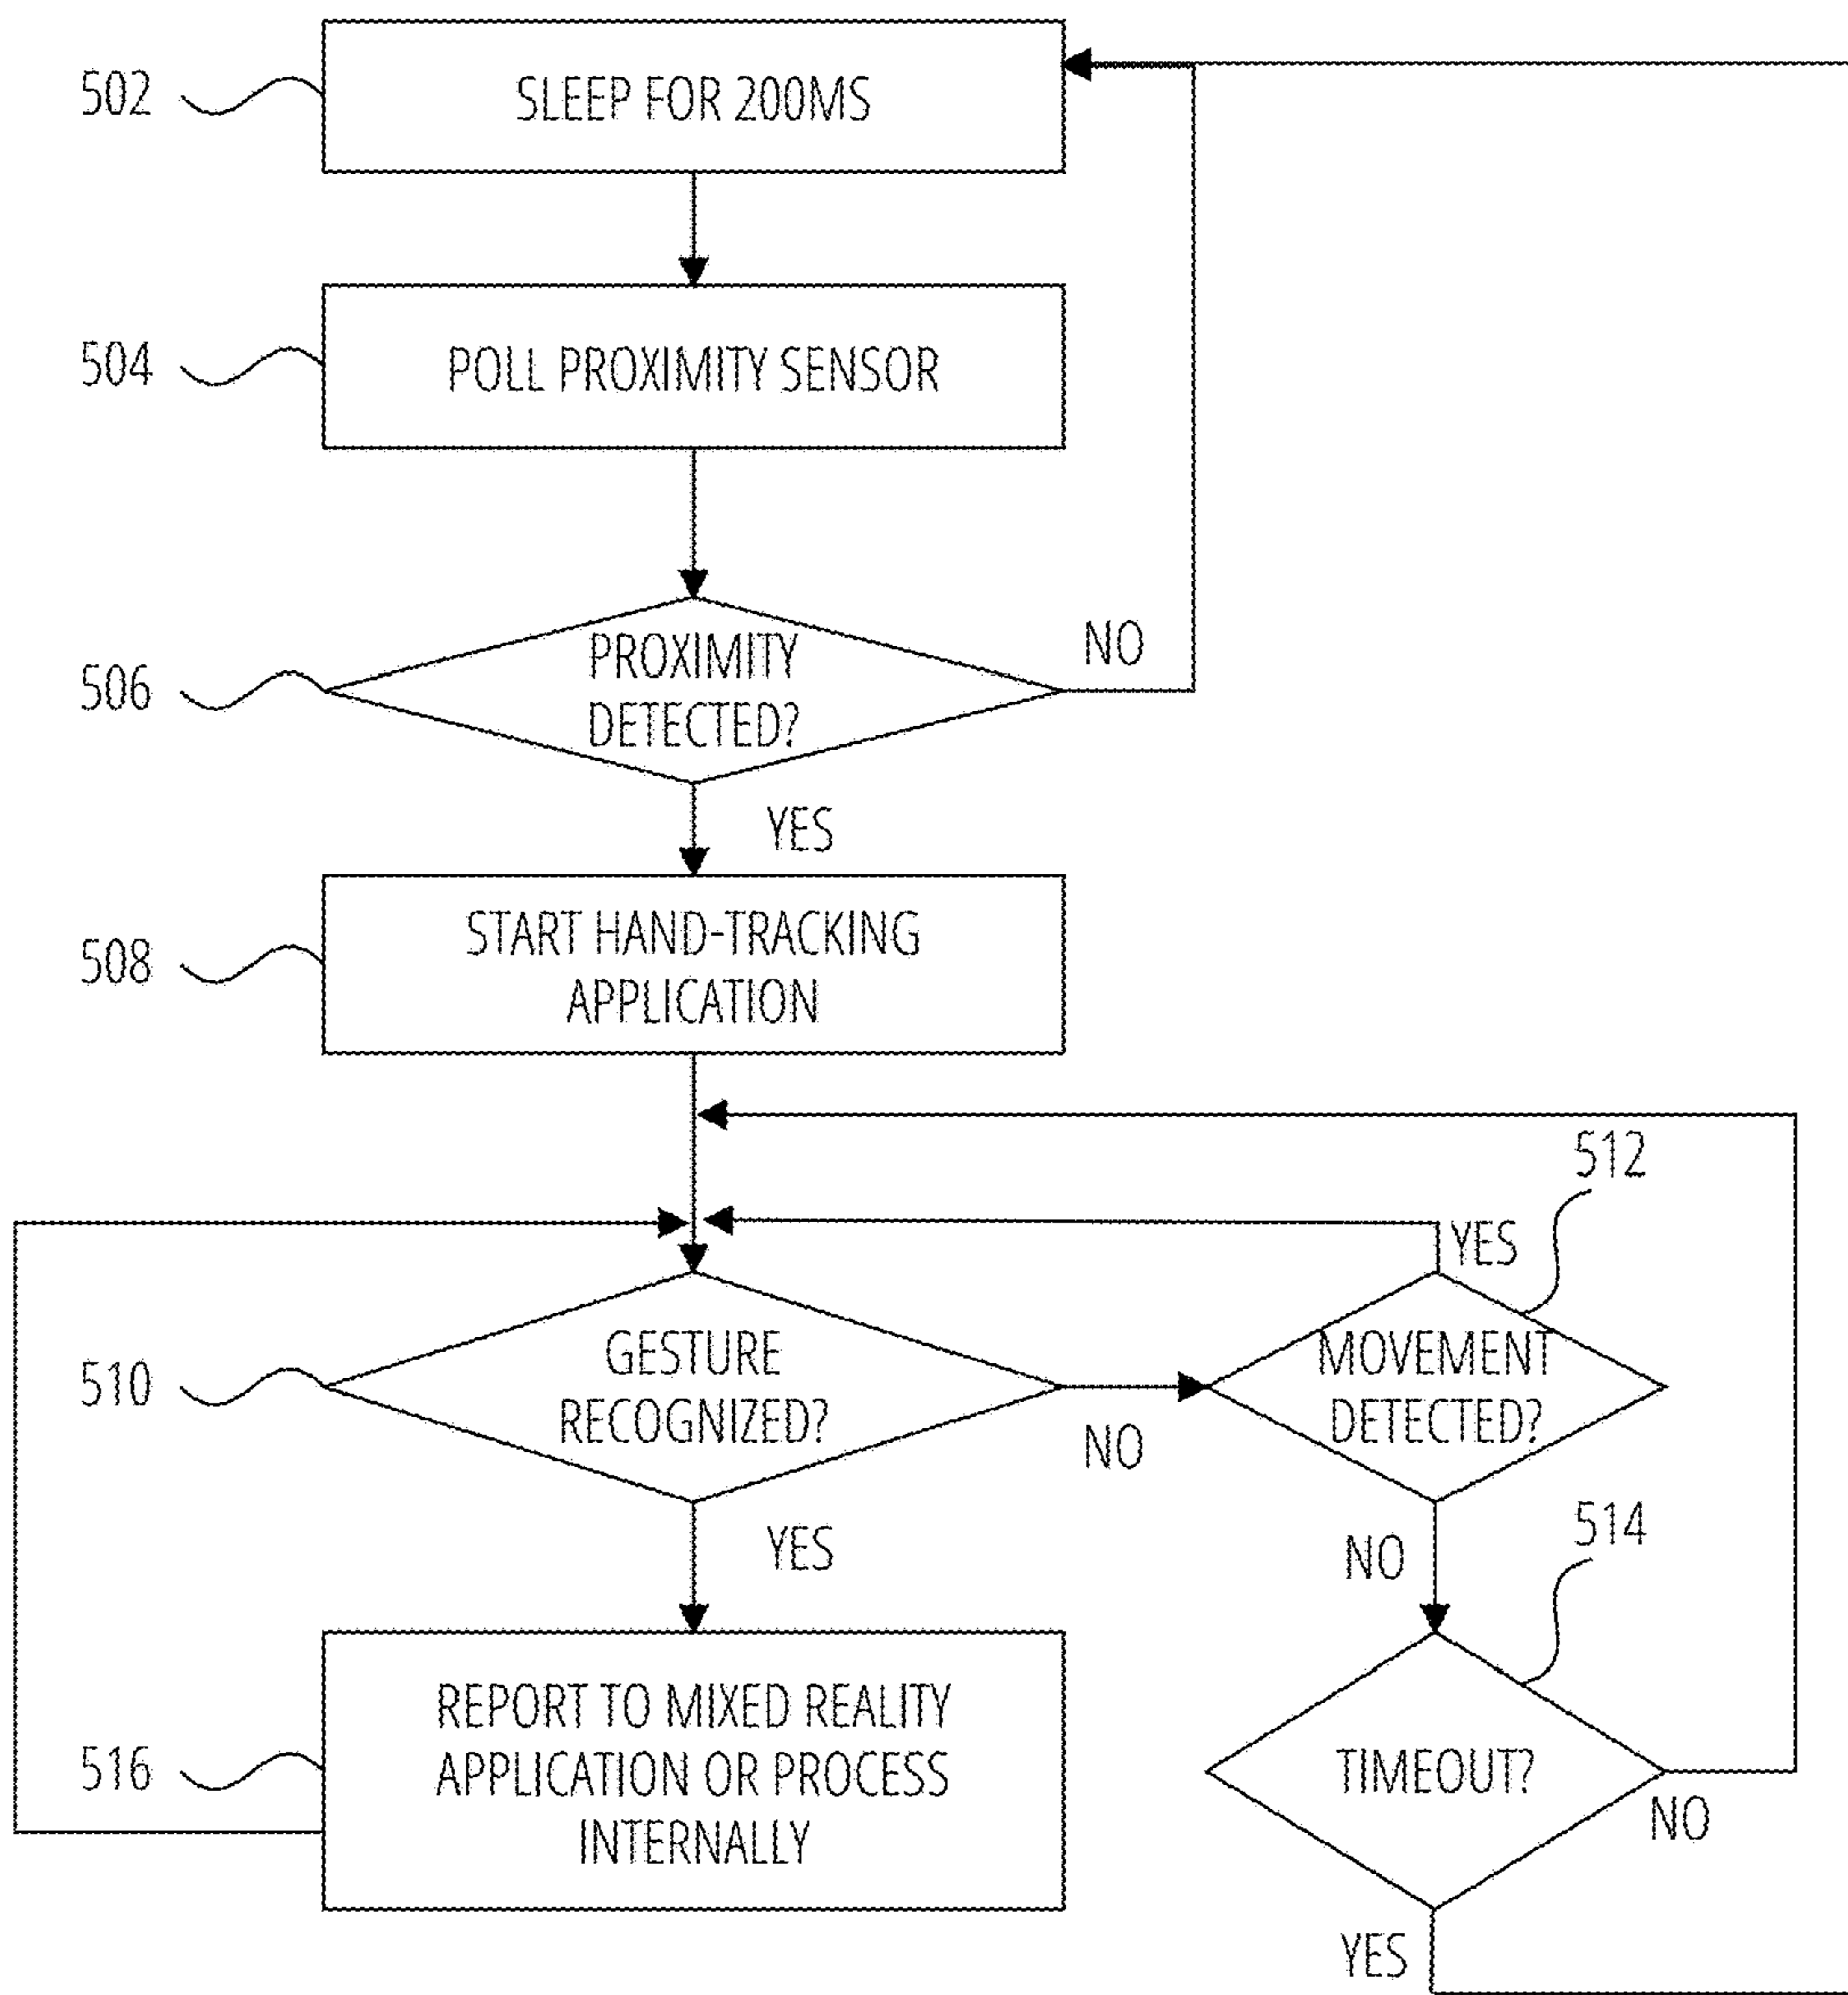 502
SLEEP FOR 200MS
504
POLL PROXIMITY SENSOR
506
PROXIMITY
DETECTED?
NO
YES
508
START HAND-TRACKING
APPLICATION
510
GESTURE
RECOGNIZED?
NO
YES
512
YES
MOVEMENT
DETECTED?
NO
514
TIMEOUT?
NO
YES
516
REPORT TO MIXED REALITY
APPLICATION OR PROCESS
INTERNALLY